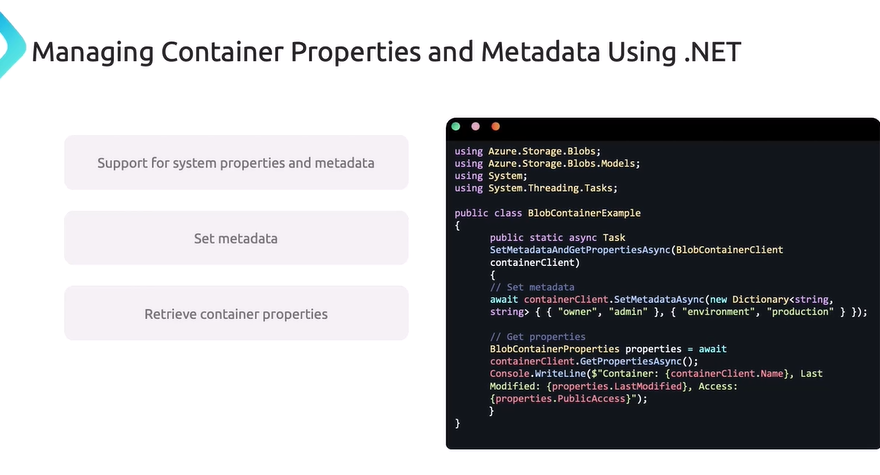 Managing Container Properties and Metadata Using .NET
Support for system properties and metadata
Set metadata
Retrieve container properties
using Azure.Storage.Blobs;
using Azure.Storage.Blobs.Models;
using System;
using System.Threading.Tasks;
public class BlobContainerExample
{
public static async Task
SetMetadataAndGetPropertiesAsync(BlobContainerClient
containerClient)
{
// Set metadata
await containerClient.SetMetadataAsync(new Dictionary<string,
string> { { "owner", "admin" }, { "environment", "production" } });
// Get properties
BlobContainerProperties properties = await
containerClient.GetPropertiesAsync();
Console.WriteLine($"Container: {containerClient.Name}, Last
Modified: {properties.LastModified}, Access:
{properties.PublicAccess}");
}
}